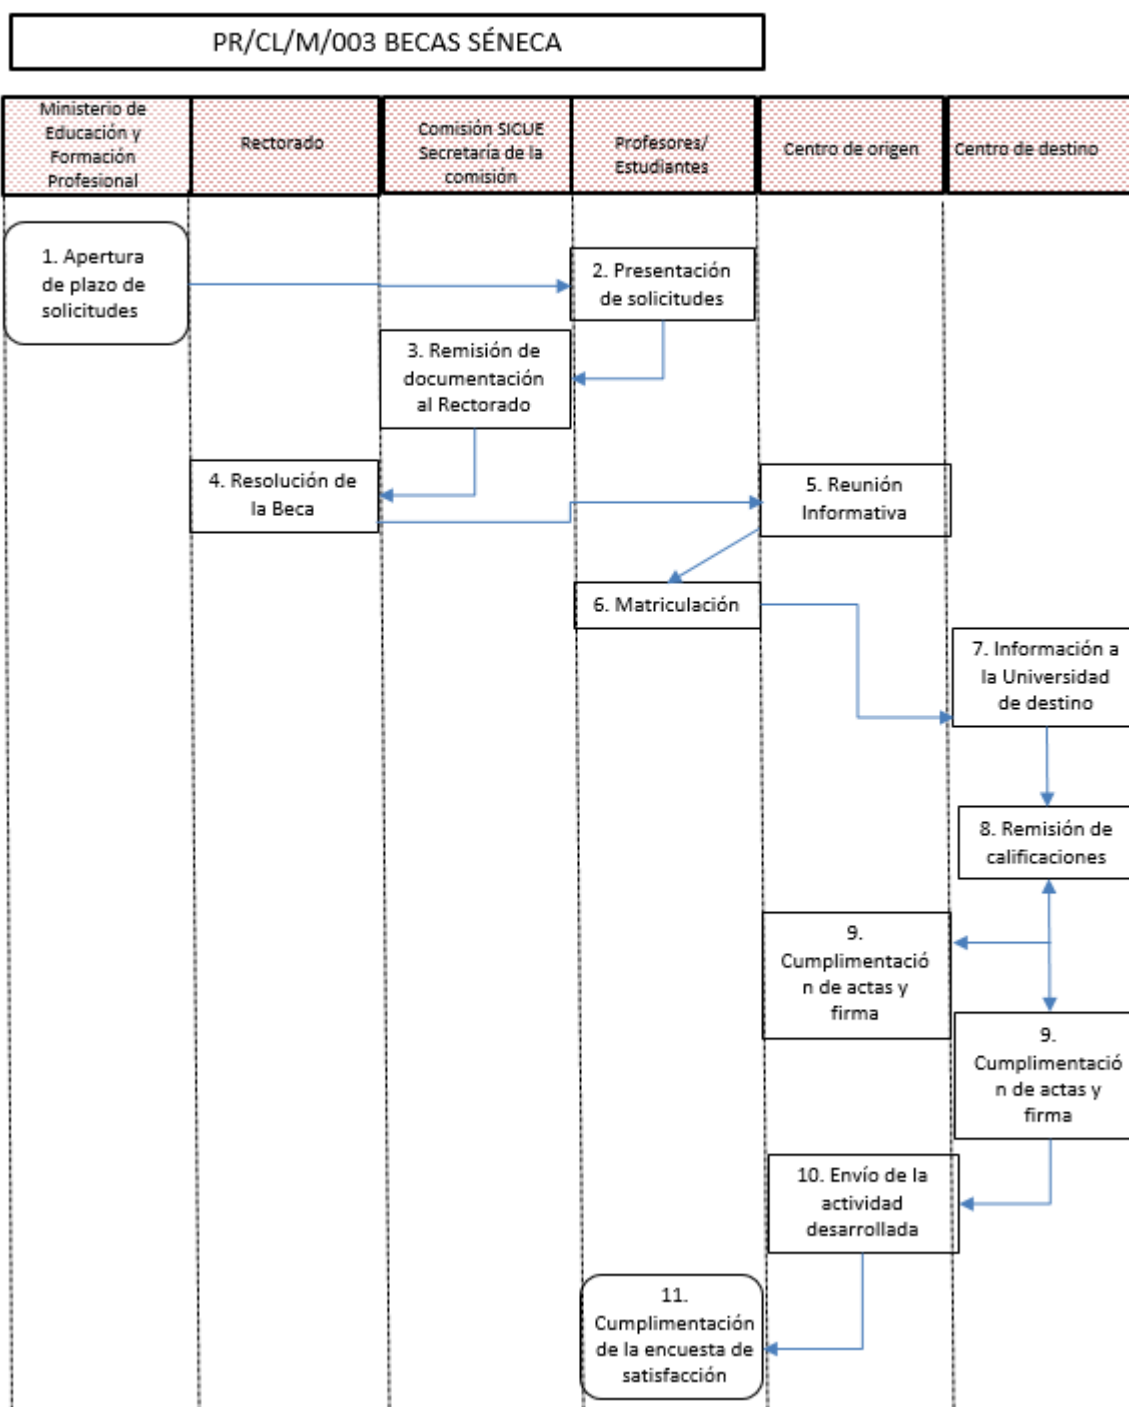 PR/CL/M/003 BECAS SÉNECA
Ministerio de
Educación y
Formación
Profesional
Rectorado
Comisión SICUE
Secretaria de la
comisión
Profesores/
Estudiantes
Centro de origen
Centro de destino
1. Apertura
de plazo de
solicitudes
2. Presentación
de solicitudes
3. Remisión de
documentación
al Rectorado
4. Resolución de
la Beca
5. Reunión
Informativa
6. Matriculación
7. Información a
la Universidad
de destino
8. Remisión de
calificaciones
9.
Cumplimentació
n de actas y
firma
9.
Cumplimentació
n de actas y
firma
10. Envío de la
actividad
desarrollada
11.
Cumplimentación
de la encuesta de
satisfacción